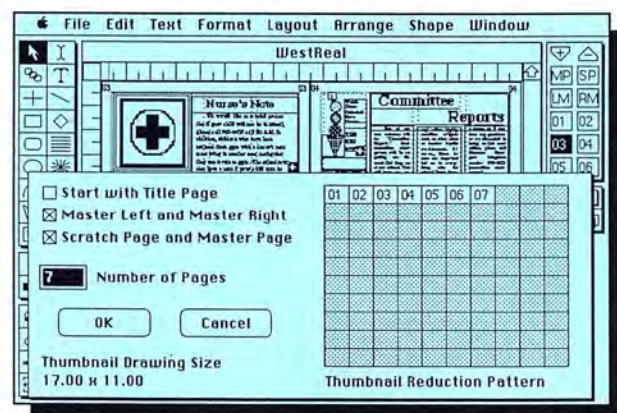 File Edit Text Format Layout Arrange Shape Window
WestReal
T
MP SP
LM RM
01 02
03 04
05 06
03
04
Nurse's Note
Committee
Reports
Start with Title Page
Master Left and Master Right
Scratch Page and Master Page
7 Number of Pages
OK Cancel
Thumbnail Drawing Size
17.00 x 11.00
01 02 03 04 05 06 07
Thumbnail Reduction Pattern